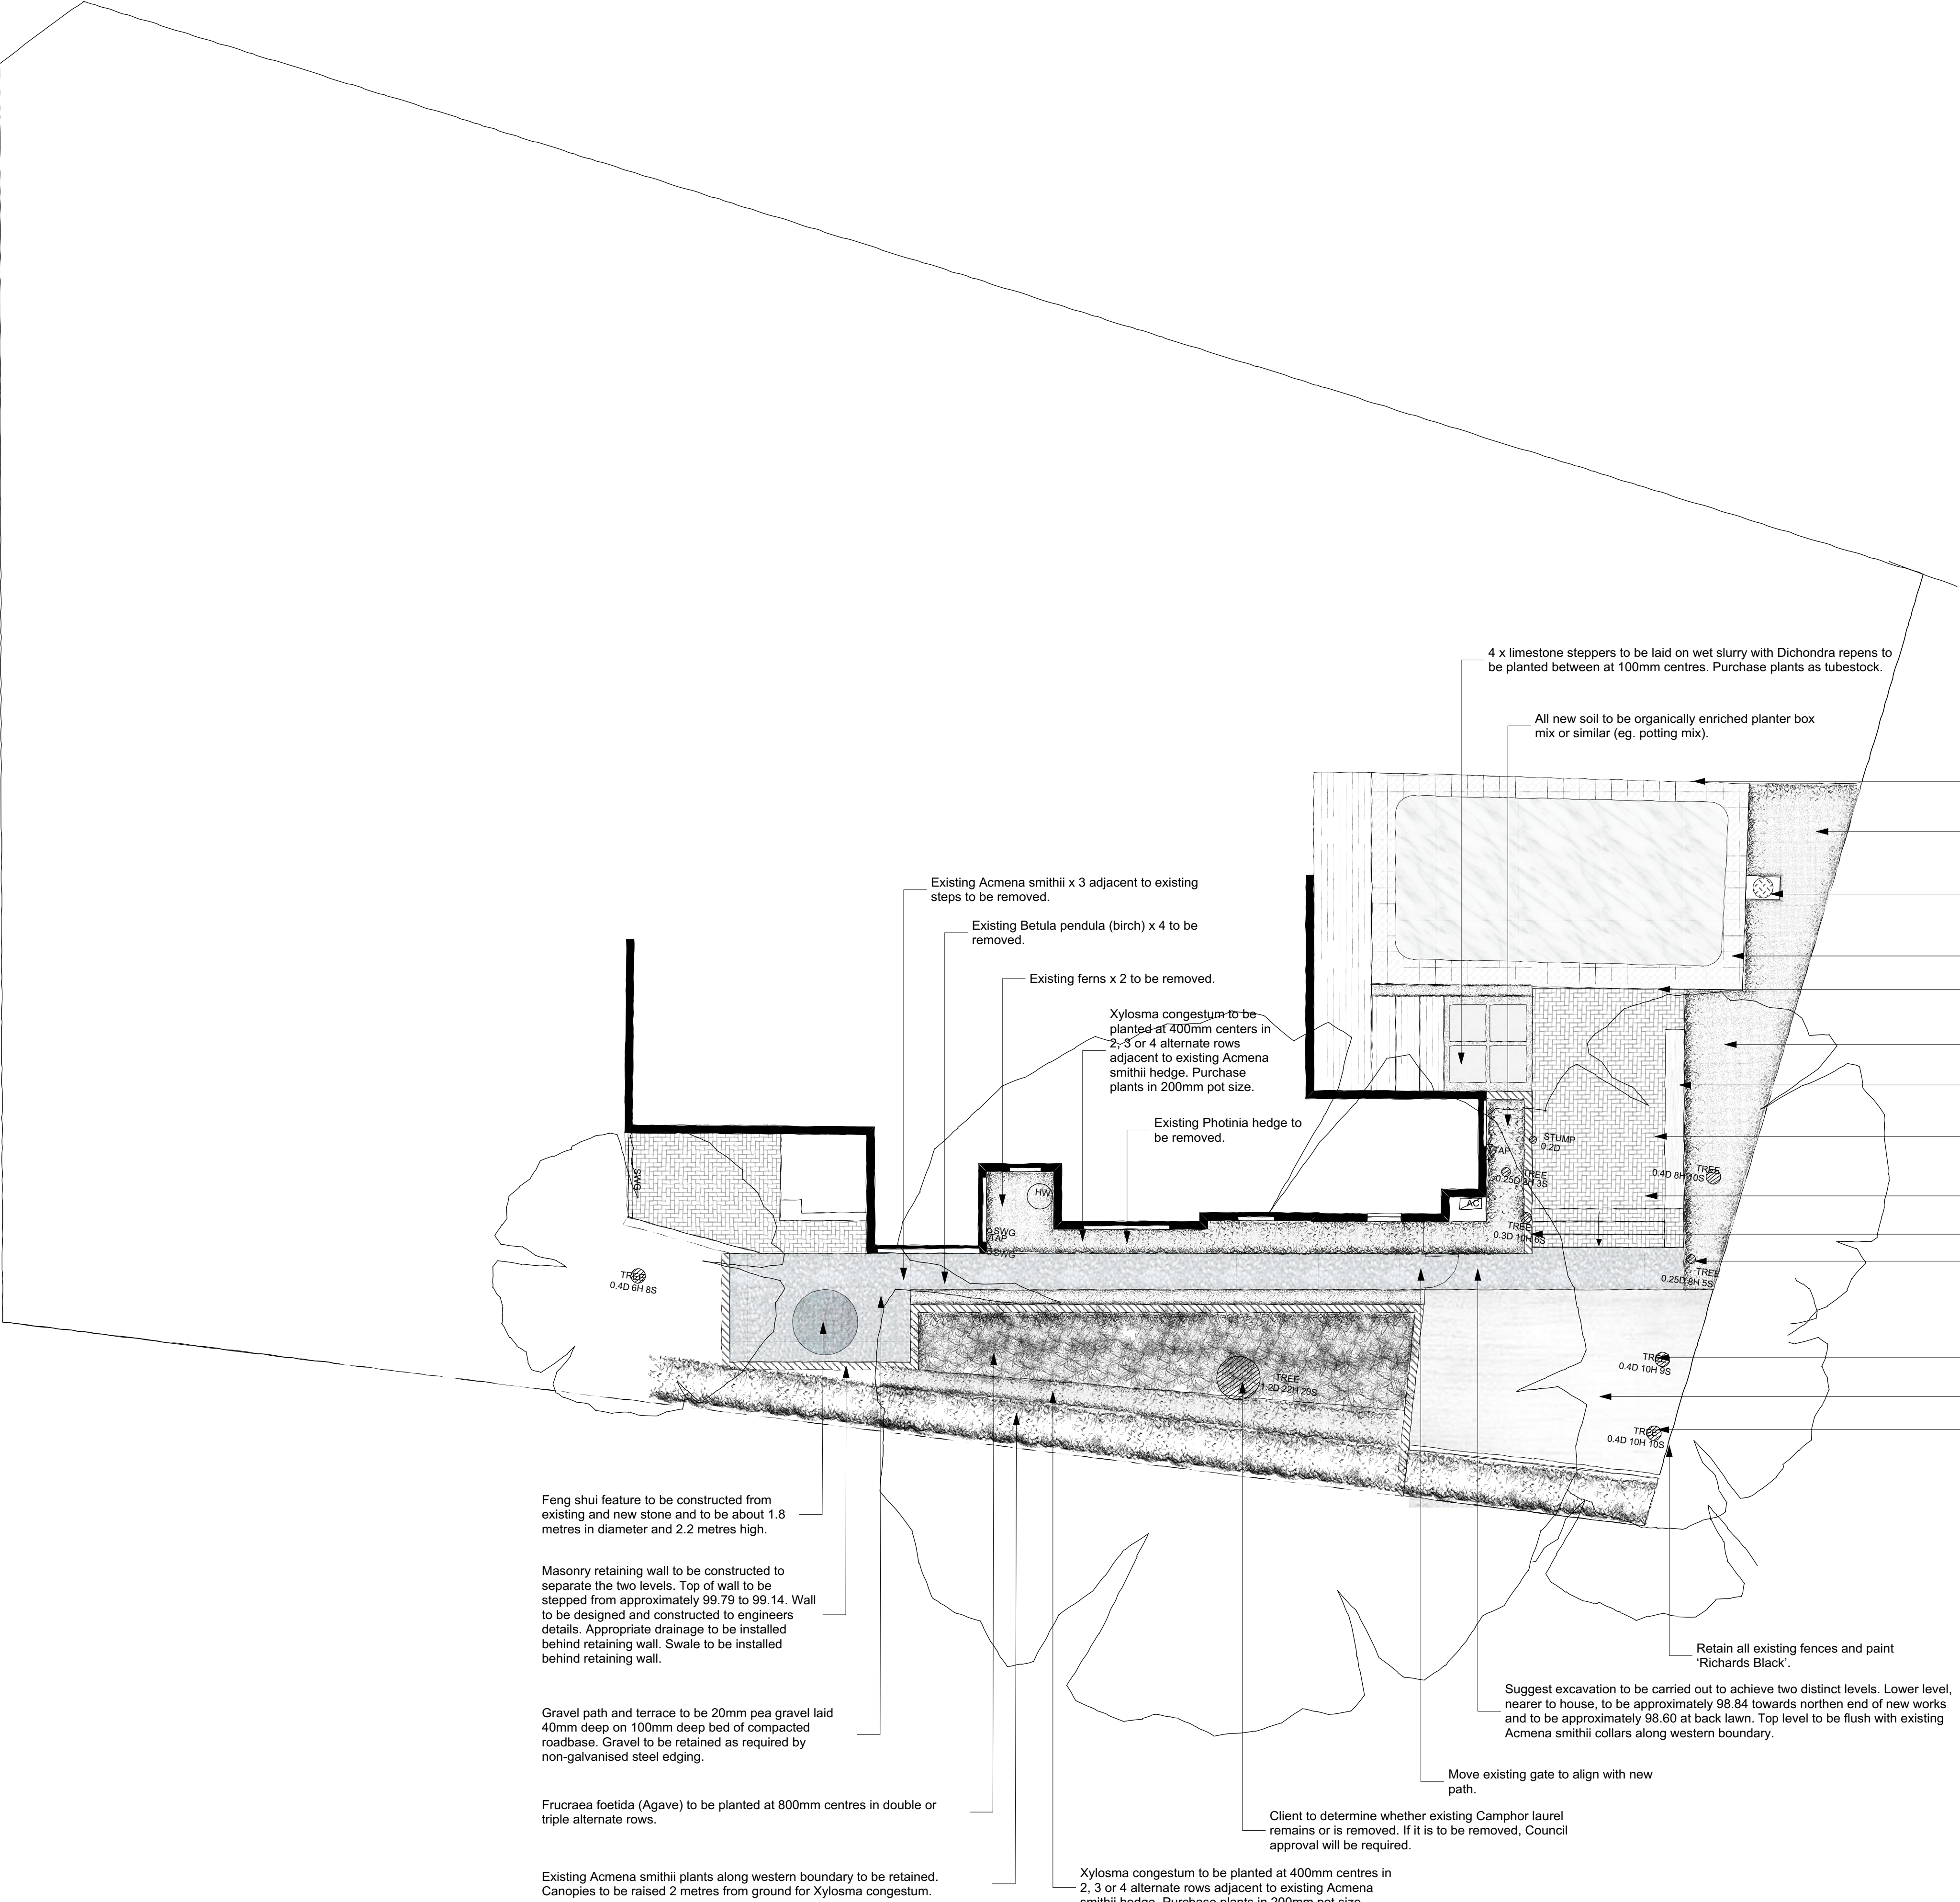 4 x limestone steppers to be laid on wet slurry with Dichondra repens to
be planted between at 100mm centres. Purchase plants as tubestock.
All new soil to be organically enriched planter box
mix or similar (eg. potting mix).
Existing Acmena smithii x 3 adjacent to existing
steps to be removed.
Existing Betula pendula (birch) x 4 to be
removed.
Existing ferns x 2 to be removed.
Xylosma congestum to be
planted at 400mm centers in
2, 3 or 4 alternate rows
adjacent to existing Acmena
smithii hedge. Purchase
plants in 200mm pot size.
Existing Photinia hedge to
be removed.
STUMP
0.2D
TAP
TREE
0.25D 3H 3S
TREE
0.4D 8H 10S
SWG
HW
AC
SWG
TAP
SWG
TREE
0.3D 10H 6S
TREE
0.4D 6H 8S
TREE
0.25D 8H 5S
TREE
0.4D 10H 9S
TREE
1.2D 22H 20S
TREE
0.4D 10H 10S
Feng shui feature to be constructed from
existing and new stone and to be about 1.8
metres in diameter and 2.2 metres high.
Masonry retaining wall to be constructed to
separate the two levels. Top of wall to be
stepped from approximately 99.79 to 99.14. Wall
to be designed and constructed to engineers
details. Appropriate drainage to be installed
behind retaining wall. Swale to be installed
behind retaining wall.
Retain all existing fences and paint
‘Richards Black’.
Suggest excavation to be carried out to achieve two distinct levels. Lower level,
nearer to house, to be approximately 98.84 towards northen end of new works
and to be approximately 98.60 at back lawn. Top level to be flush with existing
Acmena smithii collars along western boundary.
Gravel path and terrace to be 20mm pea gravel laid
40mm deep on 100mm deep bed of compacted
roadbase. Gravel to be retained as required by
non-galvanised steel edging.
Move existing gate to align with new
path.
Frucraea foetida (Agave) to be planted at 800mm centres in double or
triple alternate rows.
Client to determine whether existing Camphor laurel
remains or is removed. If it is to be removed, Council
approval will be required.
Existing Acmena smithii plants along western boundary to be retained.
Canopies to be raised 2 metres from ground for Xylosma congestum.
Xylosma congestum to be planted at 400mm centres in
2, 3 or 4 alternate rows adjacent to existing Acmena
smithii hedge. Purchase plants in 200mm pot size.